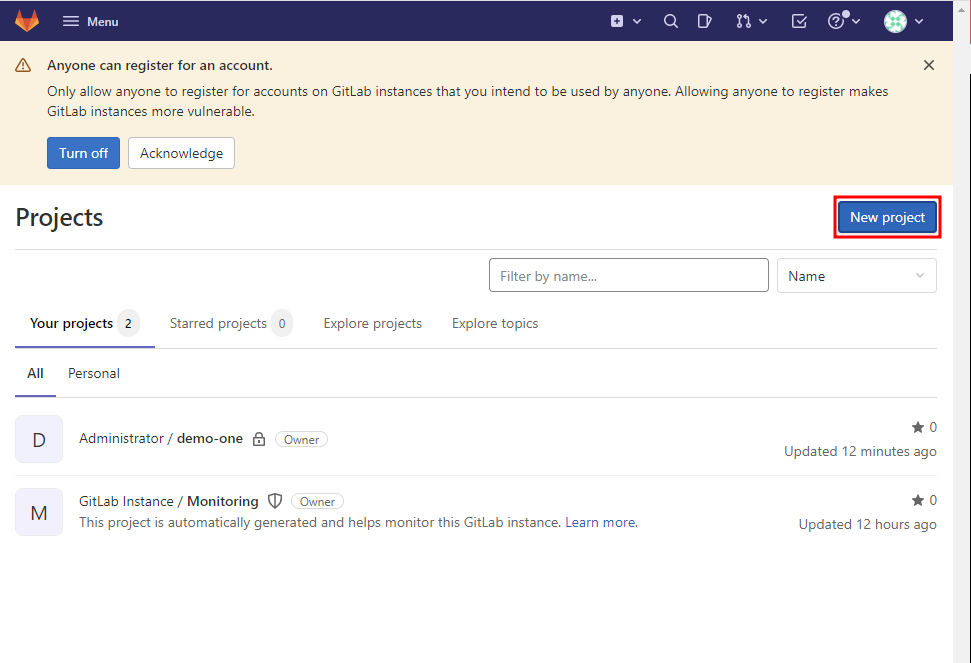 Menu
Anyone can register for an account.
Only allow anyone to register for accounts on GitLab instances that you intend to be used by anyone. Allowing anyone to register makes
GitLab instances more vulnerable.
Turn off Acknowledge
Projects
New project
Filter by name...
Name
Your projects 2 Starred projects 0 Explore projects Explore topics
All Personal
D
Administrator / demo-one Owner
0
Updated 12 minutes ago
M
GitLab Instance / Monitoring Owner
This project is automatically generated and helps monitor this GitLab instance. Learn more.
0
Updated 12 hours ago